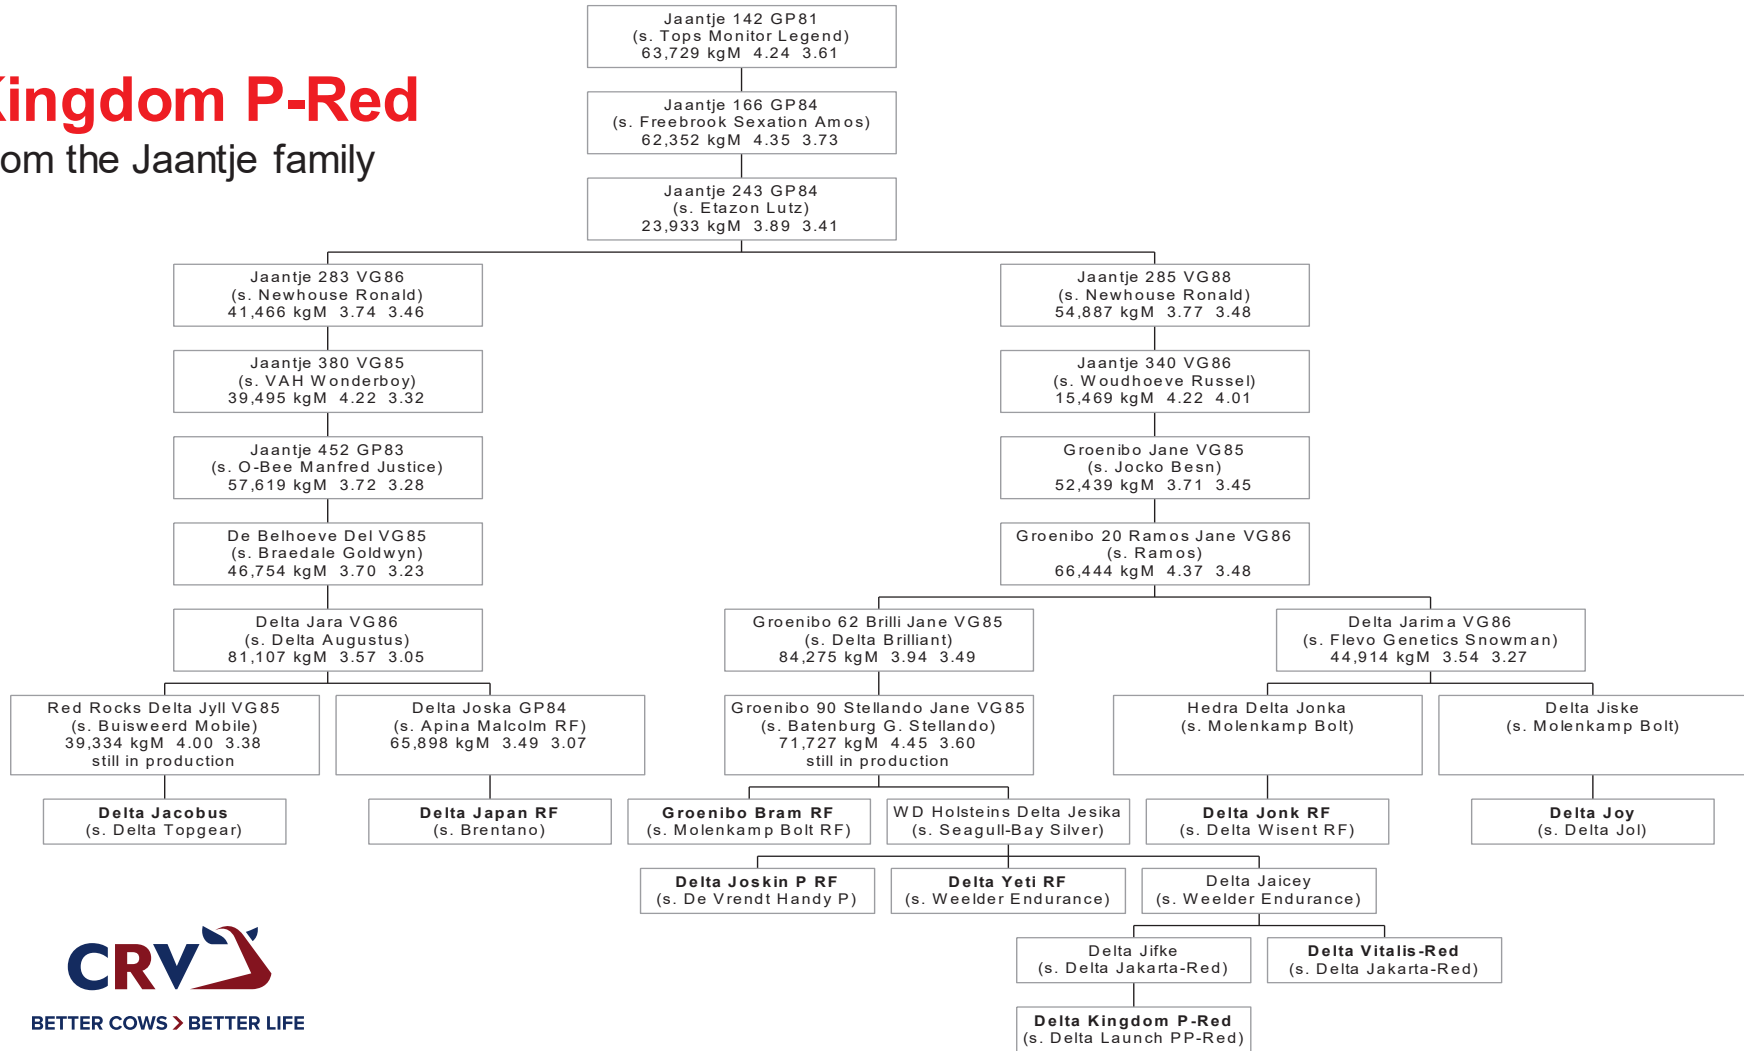 Kingdom P-Red
om the Jaantje family
Jaantje 142 GP81
(s. Tops Monitor Legend)
63,729 kgM 4.24 3.61
Jaantje 166 GP84
(s. Freebrook Sexation Amos)
62,352 kgM 4.35 3.73
Jaantje 243 GP84
(s. Etazon Lutz)
23,933 kgM 3.89 3.41
Jaantje 283 VG86
(s. Newhouse Ronald)
41,466 kgM 3.74 3.46
Jaantje 285 VG88
(s. Newhouse Ronald)
54,887 kgM 3.77 3.48
Jaantje 380 VG85
(s. VAH Wonderboy)
39,495 kgM 4.22 3.32
Jaantje 340 VG86
(s. Woudhoeve Russel)
15,469 kgM 4.22 4.01
Jaantje 452 GP83
(s. O-Bee Manfred Justice)
57,619 kgM 3.72 3.28
Groenibo Jane VG85
(s. Jocko Besn)
52,439 kgM 3.71 3.45
De Belhoeve Del VG85
(s. Braedale Goldwyn)
46,754 kgM 3.70 3.23
Groenibo 20 Ramos Jane VG86
(s. Ramos)
66,444 kgM 4.37 3.48
Delta Jara VG86
(s. Delta Augustus)
81,107 kgM 3.57 3.05
Groenibo 62 Brilli Jane VG85
(s. Delta Brilliant)
84,275 kgM 3.94 3.49
Delta Jarima VG86
(s. Flevo Genetics Snowman)
44,914 kgM 3.54 3.27
Red Rocks Delta Jyll VG85
(s. Buisweerd Mobile)
39,334 kgM 4.00 3.38
still in production
Delta Joska GP84
(s. Apina Malcolm RF)
65,898 kgM 3.49 3.07
Groenibo 90 Stellando Jane VG85
(s. Batenburg G. Stellando)
71,727 kgM 4.45 3.60
still in production
Hedra Delta Jonka
(s. Molenkamp Bolt)
Delta Jiske
(s. Molenkamp Bolt)
Delta Jacobus
(s. Delta Topgear)
Delta Japan RF
(s. Brentano)
Groenibo Bram RF
(s. Molenkamp Bolt RF)
WD Holsteins Delta Jesika
(s. Seagull-Bay Silver)
Delta Jonk RF
(s. Delta Wisent RF)
Delta Joy
(s. Delta Jol)
Delta Joskin P RF
(s. De Vrendt Handy P)
Delta Yeti RF
(s. Weelder Endurance)
Delta Jaicey
(s. Weelder Endurance)
Delta Jifke
(s. Delta Jakarta-Red)
Delta Vitalis-Red
(s. Delta Jakarta-Red)
Delta Kingdom P-Red
(s. Delta Launch PP-Red)
CRV
BETTER COWS > BETTER LIFE